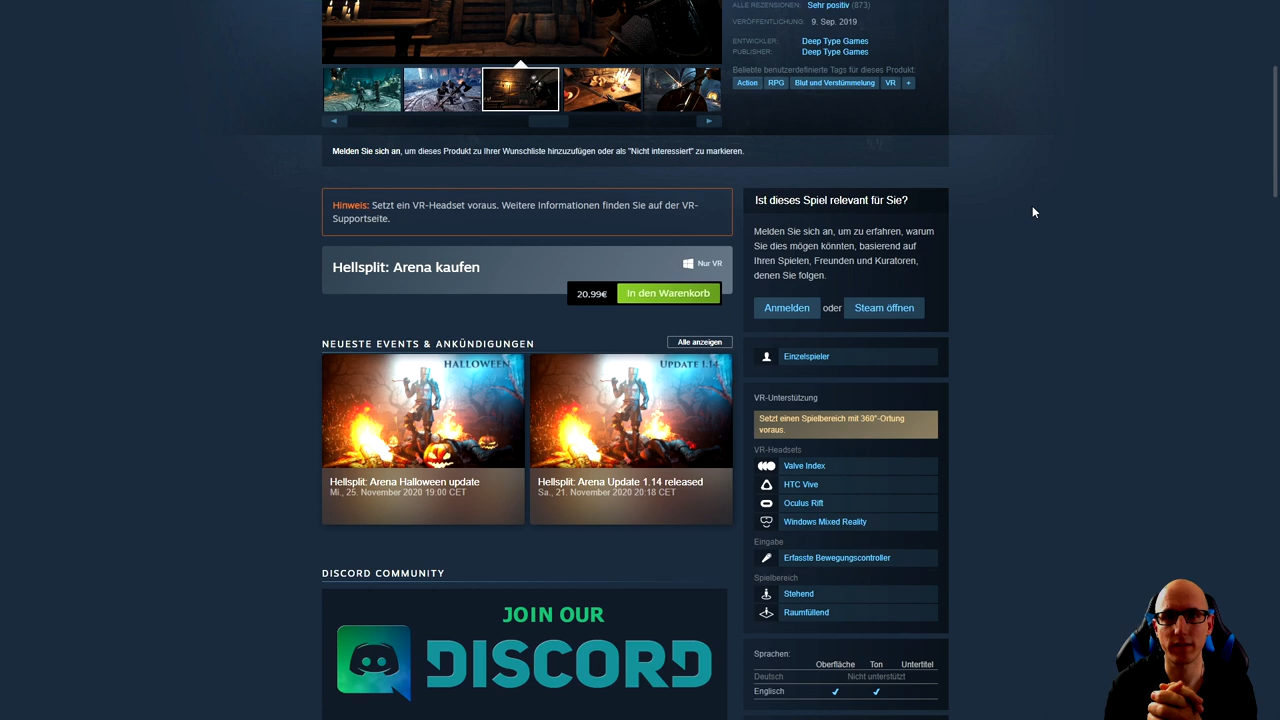 ALLE REZENSIONEN: Sehr positiv (873)
VERÖFFENTLICHUNG: 9. Sep. 2019
ENTWICKLER: Deep Type Games
PUBLISHER: Deep Type Games
Beliebte benutzerdefinierte Tags für dieses Produkt:
Action RPG Blut und Verstümmelung VR +
Melden Sie sich an, um dieses Produkt zu Ihrer Wunschliste hinzuzufügen oder als "Nicht interessiert" zu markieren.
Hinweis: Setzt ein VR-Headset voraus. Weitere Informationen finden Sie auf der VR-
Supportseite.
Hellsplit: Arena kaufen
Nur VR
20,99€ In den Warenkorb
NEUESTE EVENTS & ANKÜNDIGUNGEN
Alle anzeigen
HALLOWEEN
Hellsplit: Arena Halloween update
Mi., 25. November 2020 19:00 CET
UPDATE 1.14
Hellsplit: Arena Update 1.14 released
Sa., 21. November 2020 20:18 CET
DISCORD COMMUNITY
JOIN OUR
DISCORD
Ist dieses Spiel relevant für Sie?
Melden Sie sich an, um zu erfahren, warum
Sie dies mögen könnten, basierend auf
Ihren Spielen, Freunden und Kuratoren,
denen Sie folgen.
Anmelden oder Steam öffnen
Einzelspieler
VR-Unterstützung
Setzt einen Spielbereich mit 360°-Ortung
voraus.
VR-Headsets
Valve Index
HTC Vive
Oculus Rift
Windows Mixed Reality
Eingabe
Erfasste Bewegungscontroller
Spielbereich
Stehend
Raumfüllend
Sprachen:
Oberfläche Ton Untertitel
Deutsch Nicht unterstützt
Englisch ✔ ✔